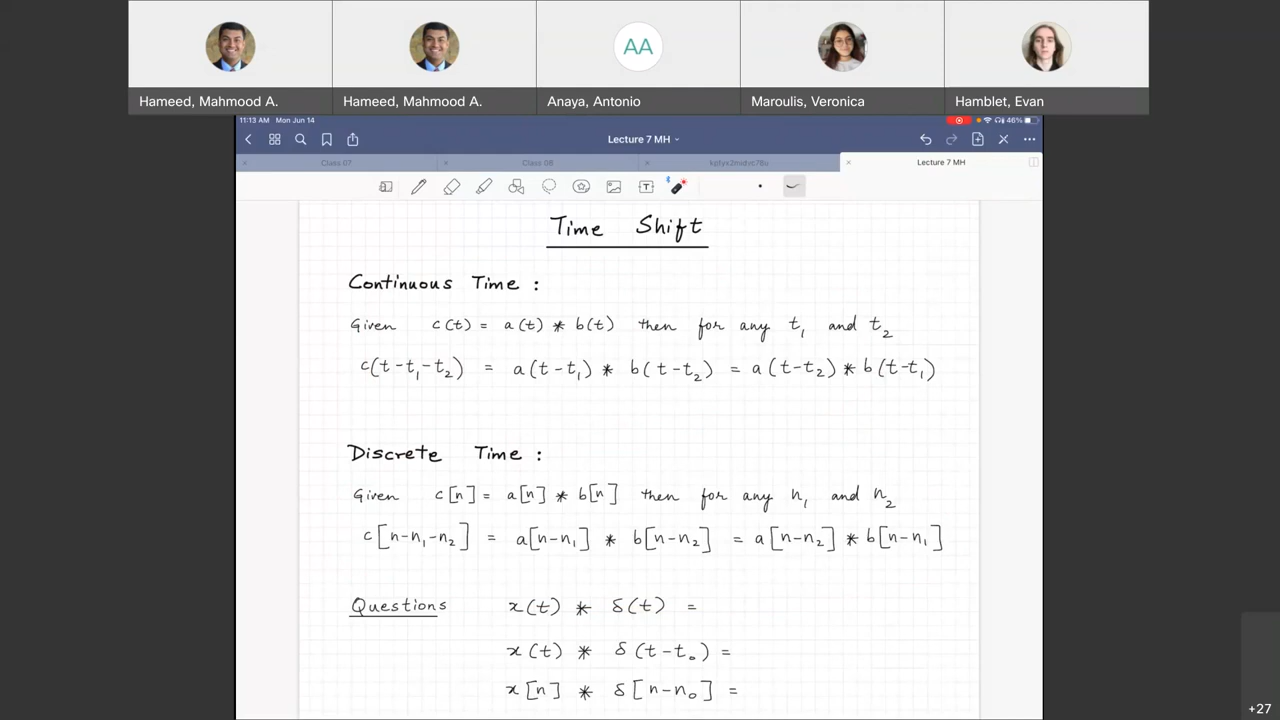 AA
Hameed, Mahmood A.
Hameed, Mahmood A.
Anaya, Antonio
Maroulis, Veronica
Hamblet, Evan
11:13 AM Mon Jun 14
46%
Lecture 7 MH
Class 07
Class 08
Lecture 7 MH
Time Shift
Continuous Time :
Given c(t) = a(t) * b(t) then for any t₁ and t₂
c(t-t₁-t₂) = a(t-t₁) * b(t-t₂) = a(t-t₂) * b(t-t₁)
Discrete Time :
Given c[n] = a[n] * b[n] then for any n₁ and n₂
c[n-n₁-n₂] = a[n-n₁] * b[n-n₂] = a[n-n₂] * b[n-n₁]
Questions x(t) * δ(t) =
x(t) * δ(t-t₀) =
x[n] * δ[n-n₀] =
+27